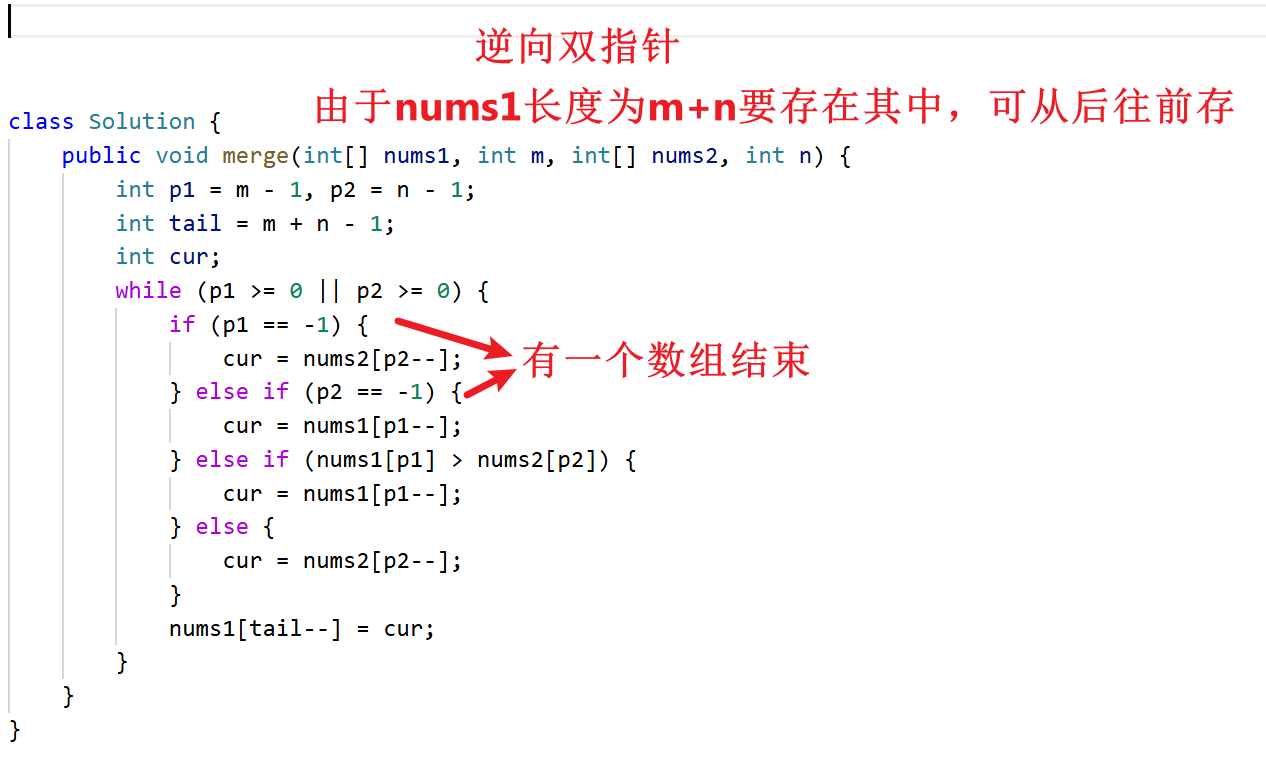 逆向双指针
由于nums1长度为m+n要存在其中，可从后往前存
class Solution {
public void merge(int[] nums1, int m, int[] nums2, int n) {
int p1 = m - 1, p2 = n - 1;
int tail = m + n - 1;
int cur;
while (p1 >= 0 || p2 >= 0) {
if (p1 == -1) {
cur = nums2[p2--];
有一个数组结束
} else if (p2 == -1) {
cur = nums1[p1--];
} else if (nums1[p1] > nums2[p2]) {
cur = nums1[p1--];
} else {
cur = nums2[p2--];
}
nums1[tail--] = cur;
}
}
}